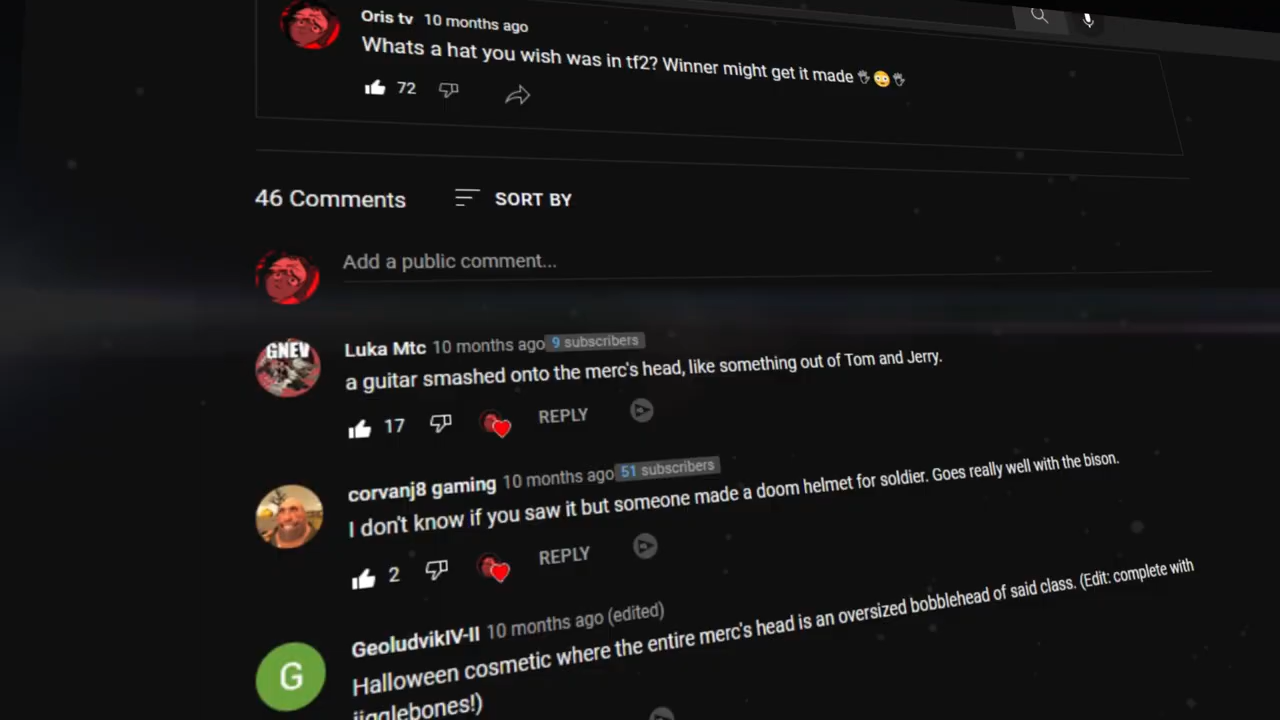 Oris tv 10 months ago
Whats a hat you wish was in tf2? Winner might get it made 🖐😳🖐
72
46 Comments SORT BY
Add a public comment...
GNEV
Luka Mtc 10 months ago 9 subscribers
a guitar smashed onto the merc's head, like something out of Tom and Jerry.
17 REPLY
corvanj8 gaming 10 months ago 51 subscribers
I don't know if you saw it but someone made a doom helmet for soldier. Goes really well with the bison.
2 REPLY
G
GeoludvikIV-II 10 months ago (edited)
Halloween cosmetic where the entire merc's head is an oversized bobblehead of said class. (Edit: complete with
jigglebones!)